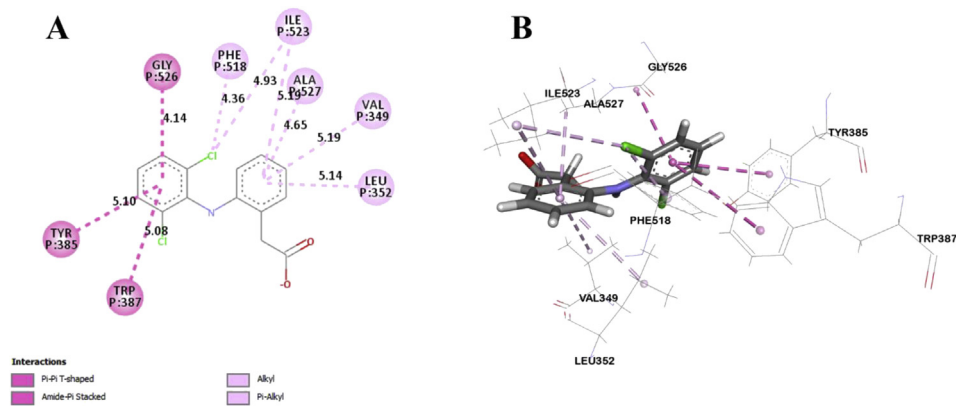 A
B
ILE
P:523
PHE
P:518
GLY
P:526
4.93
5.19
ALA
P:527
4.36
4.65
VAL
P:349
4.14
5.19
Cl
5.14
LEU
P:352
5.10
N
5.08
Cl
TYR
P:385
O
-O
TRP
P:387
Interactions
Pi-Pi T-shaped
Amide-Pi Stacked
Alkyl
Pi-Alkyl
GLY526
ILE523
ALA527
TYR385
PHE518
TRP387
VAL349
LEU352